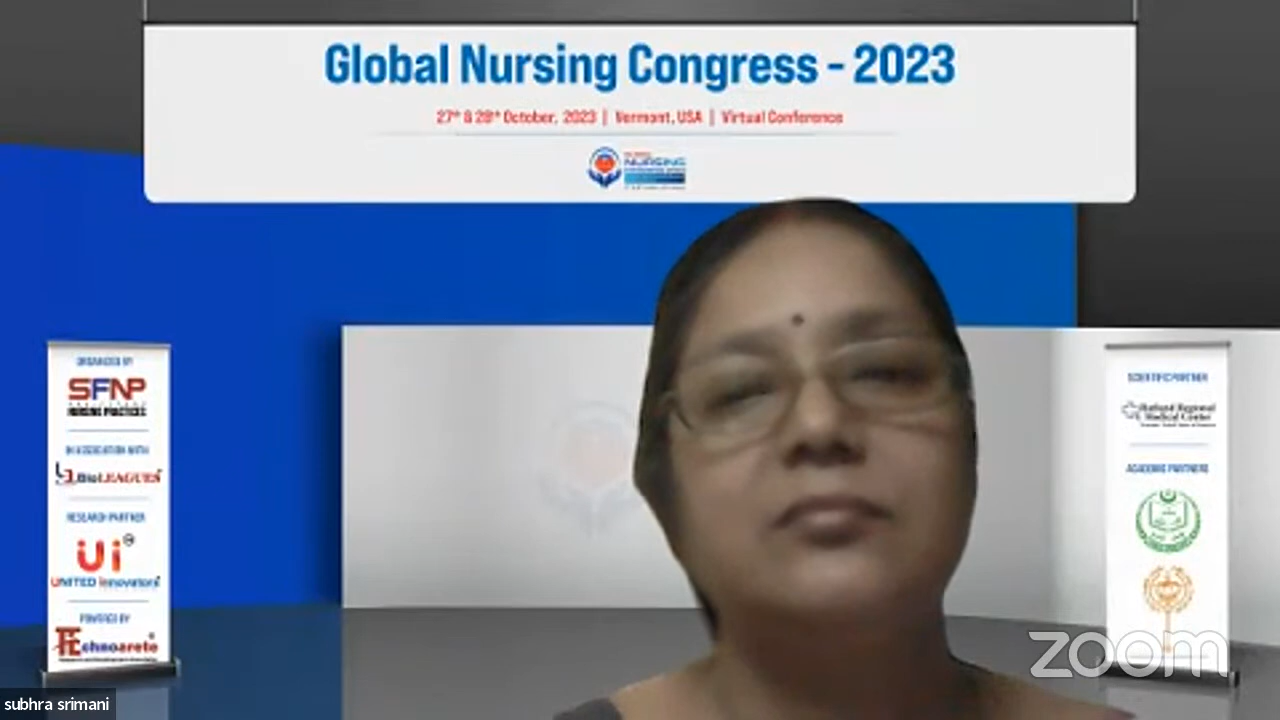 Global Nursing Congress - 2023
27th & 28th October, 2023 | Vermont, USA | Virtual Conference
NURSING
ORGANIZED BY
SFNP
NURSING PRACTICES
IN ASSOCIATION WITH
BioLEAGUES
RESEARCH PARTNER
Ui
UNITED innovators
POWERED BY
TEchnoarete
SCIENTIFIC PARTNER
Rutland Regional
Medical Center
ACADEMIC PARTNERS
zoom
subhra srimani